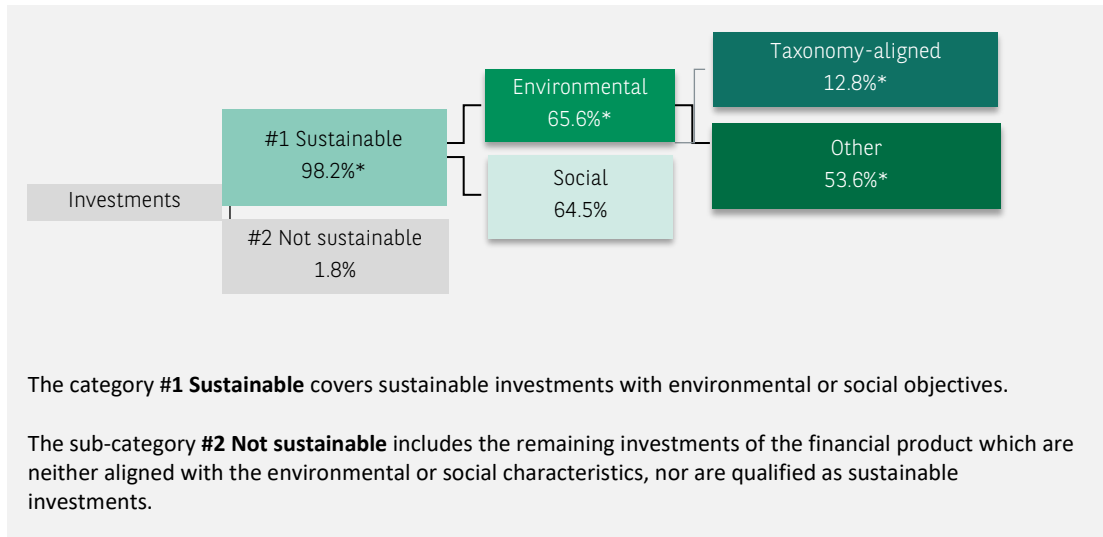 Taxonomy-aligned
12.8%*
Environmental
65.6%*
#1 Sustainable
98.2%*
Other
53.6%*
Social
64.5%
Investments
#2 Not sustainable
1.8%
The category #1 Sustainable covers sustainable investments with environmental or social objectives.
The sub-category #2 Not sustainable includes the remaining investments of the financial product which are
neither aligned with the environmental or social characteristics, nor are qualified as sustainable
investments.